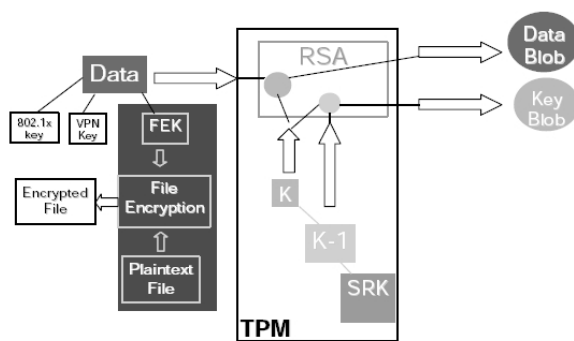 Data
802.1x
key
VPN
Key
FEK
File
Encryption
Encrypted
File
Plaintext
File
RSA
K
K-1
SRK
TPM
Data
Blob
Key
Blob